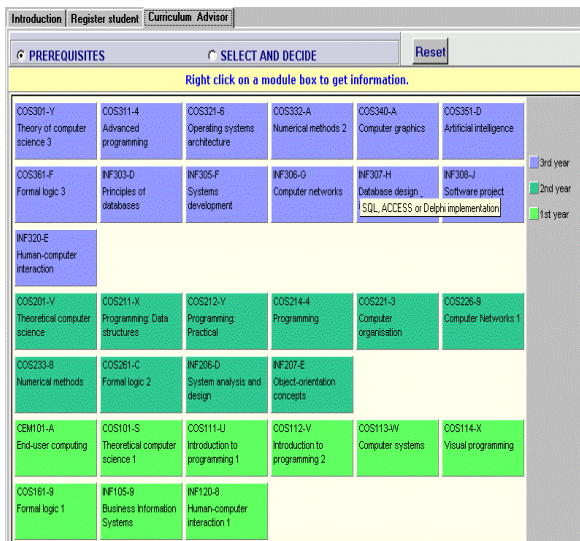 Introduction Register student Curriculum Advisor
PREREQUISITES SELECT AND DECIDE Reset
Right click on a module box to get information.
COS301-Y COS311-4 COS321-6 COS332-A COS340-A COS351-D
Theory of computer Advanced Operating systems Numerical methods 2 Computer graphics Artificial intelligence
science 3 programming architecture
3rd year
COS361-F INF303-D INF305-F INF306-G INF307-H INF308-J
Formal logic 3 Principles of Systems Computer networks Database design Software project
databases development
2nd year
SQL, ACCESS or Delphi implementation
1st year
INF320-E
Human-computer
interaction
COS201-V COS211-X COS212-Y COS214-4 COS221-3 COS226-9
Theoretical computer Programming: Data Programming: Programming Computer Computer Networks 1
science structures Practical organisation
COS233-8 COS261-C INF206-D INF207-E
Numerical methods Formal logic 2 System analysis and Object-orientation
design concepts
CEM101-A COS101-S COS111-U COS112-V COS113-W COS114-X
End-user computing Theoretical computer Introduction to Introduction to Computer systems Visual programming
science 1 programming 1 programming 2
COS161-9 INF105-9 INF120-8
Formal logic 1 Business Information Human-computer
Systems interaction 1